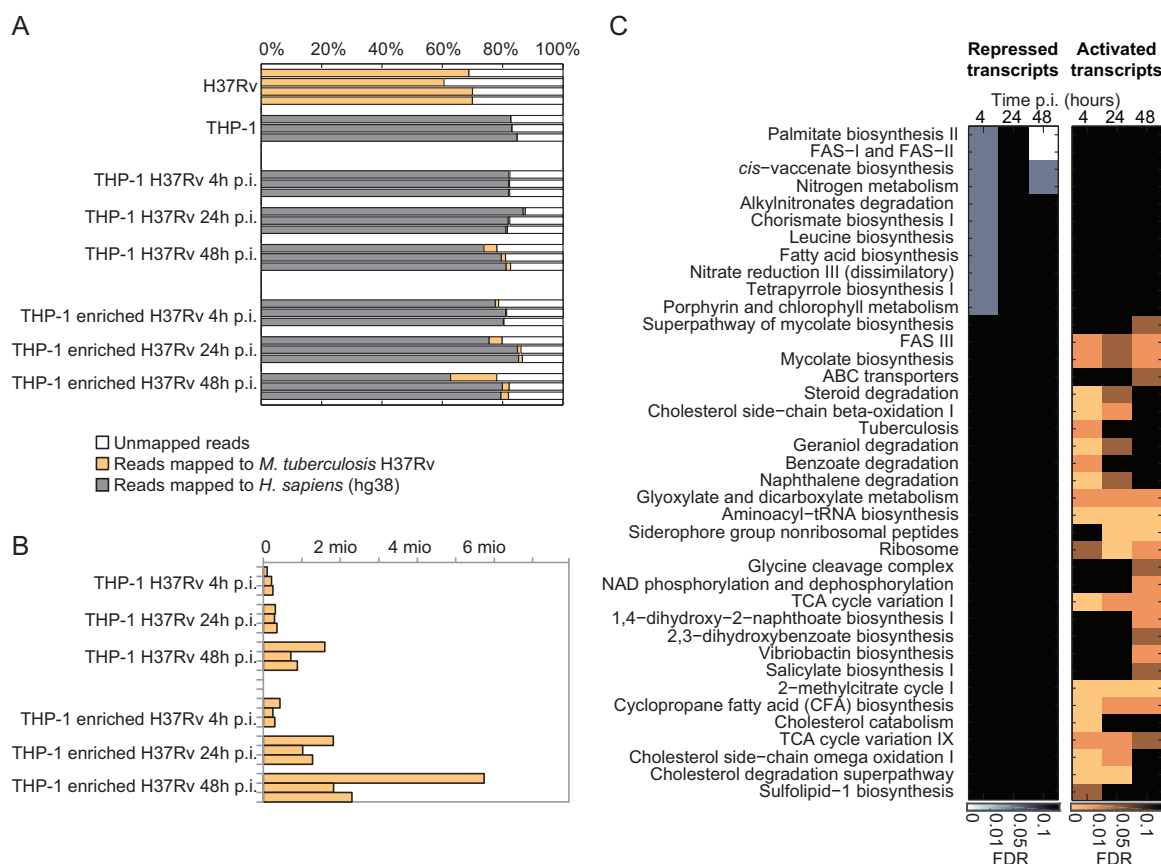 A
0% 20% 40% 60% 80% 100%
H37Rv
THP-1
THP-1 H37Rv 4h p.i.
THP-1 H37Rv 24h p.i.
THP-1 H37Rv 48h p.i.
THP-1 enriched H37Rv 4h p.i.
THP-1 enriched H37Rv 24h p.i.
THP-1 enriched H37Rv 48h p.i.
Unmapped reads
Reads mapped to M. tuberculosis H37Rv
Reads mapped to H. sapiens (hg38)
B
0 2 mio 4 mio 6 mio
THP-1 H37Rv 4h p.i.
THP-1 H37Rv 24h p.i.
THP-1 H37Rv 48h p.i.
THP-1 enriched H37Rv 4h p.i.
THP-1 enriched H37Rv 24h p.i.
THP-1 enriched H37Rv 48h p.i.
C
Repressed transcripts
Activated transcripts
Time p.i. (hours)
4 24 48
4 24 48
Palmitate biosynthesis II
FAS−I and FAS−II
cis−vaccenate biosynthesis
Nitrogen metabolism
Alkylnitronates degradation
Chorismate biosynthesis I
Leucine biosynthesis
Fatty acid biosynthesis
Nitrate reduction III (dissimilatory)
Tetrapyrrole biosynthesis I
Porphyrin and chlorophyll metabolism
Superpathway of mycolate biosynthesis
FAS III
Mycolate biosynthesis
ABC transporters
Steroid degradation
Cholesterol side−chain beta−oxidation I
Tuberculosis
Geraniol degradation
Benzoate degradation
Naphthalene degradation
Glyoxylate and dicarboxylate metabolism
Aminoacyl−tRNA biosynthesis
Siderophore group nonribosomal peptides
Ribosome
Glycine cleavage complex
NAD phosphorylation and dephosphorylation
TCA cycle variation I
1,4−dihydroxy−2−naphthoate biosynthesis I
2,3−dihydroxybenzoate biosynthesis
Vibriobactin biosynthesis
Salicylate biosynthesis I
2−methylcitrate cycle I
Cyclopropane fatty acid (CFA) biosynthesis
Cholesterol catabolism
TCA cycle variation IX
Cholesterol side−chain omega oxidation I
Cholesterol degradation superpathway
Sulfolipid−1 biosynthesis
0 0.01 0.05 0.1
FDR
0 0.01 0.05 0.1
FDR